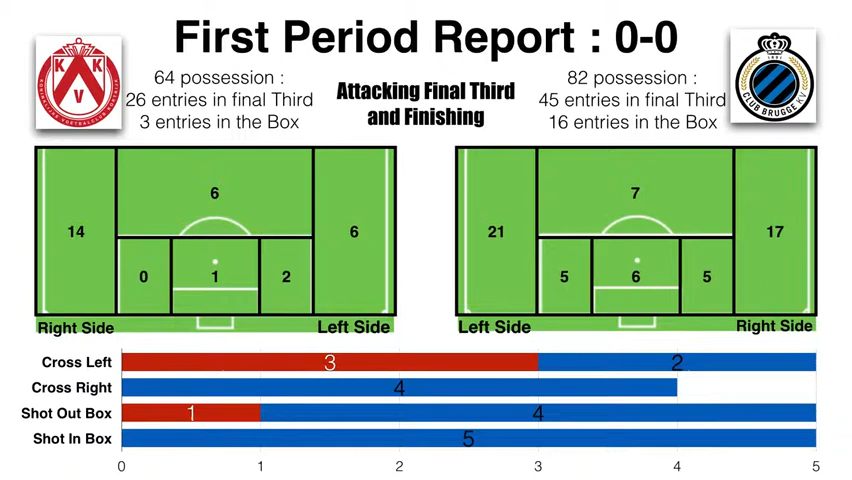 First Period Report : 0-0
K K
V
64 possession :
26 entries in final Third
3 entries in the Box
Attacking Final Third
and Finishing
82 possession :
45 entries in final Third
16 entries in the Box
1891
CLUB BRUGGE KV
6
14
6
0
1
2
Right Side
Left Side
7
21
17
5
6
5
Left Side
Right Side
Cross Left
3
2
Cross Right
4
Shot Out Box
1
4
Shot In Box
5
0
1
2
3
4
5